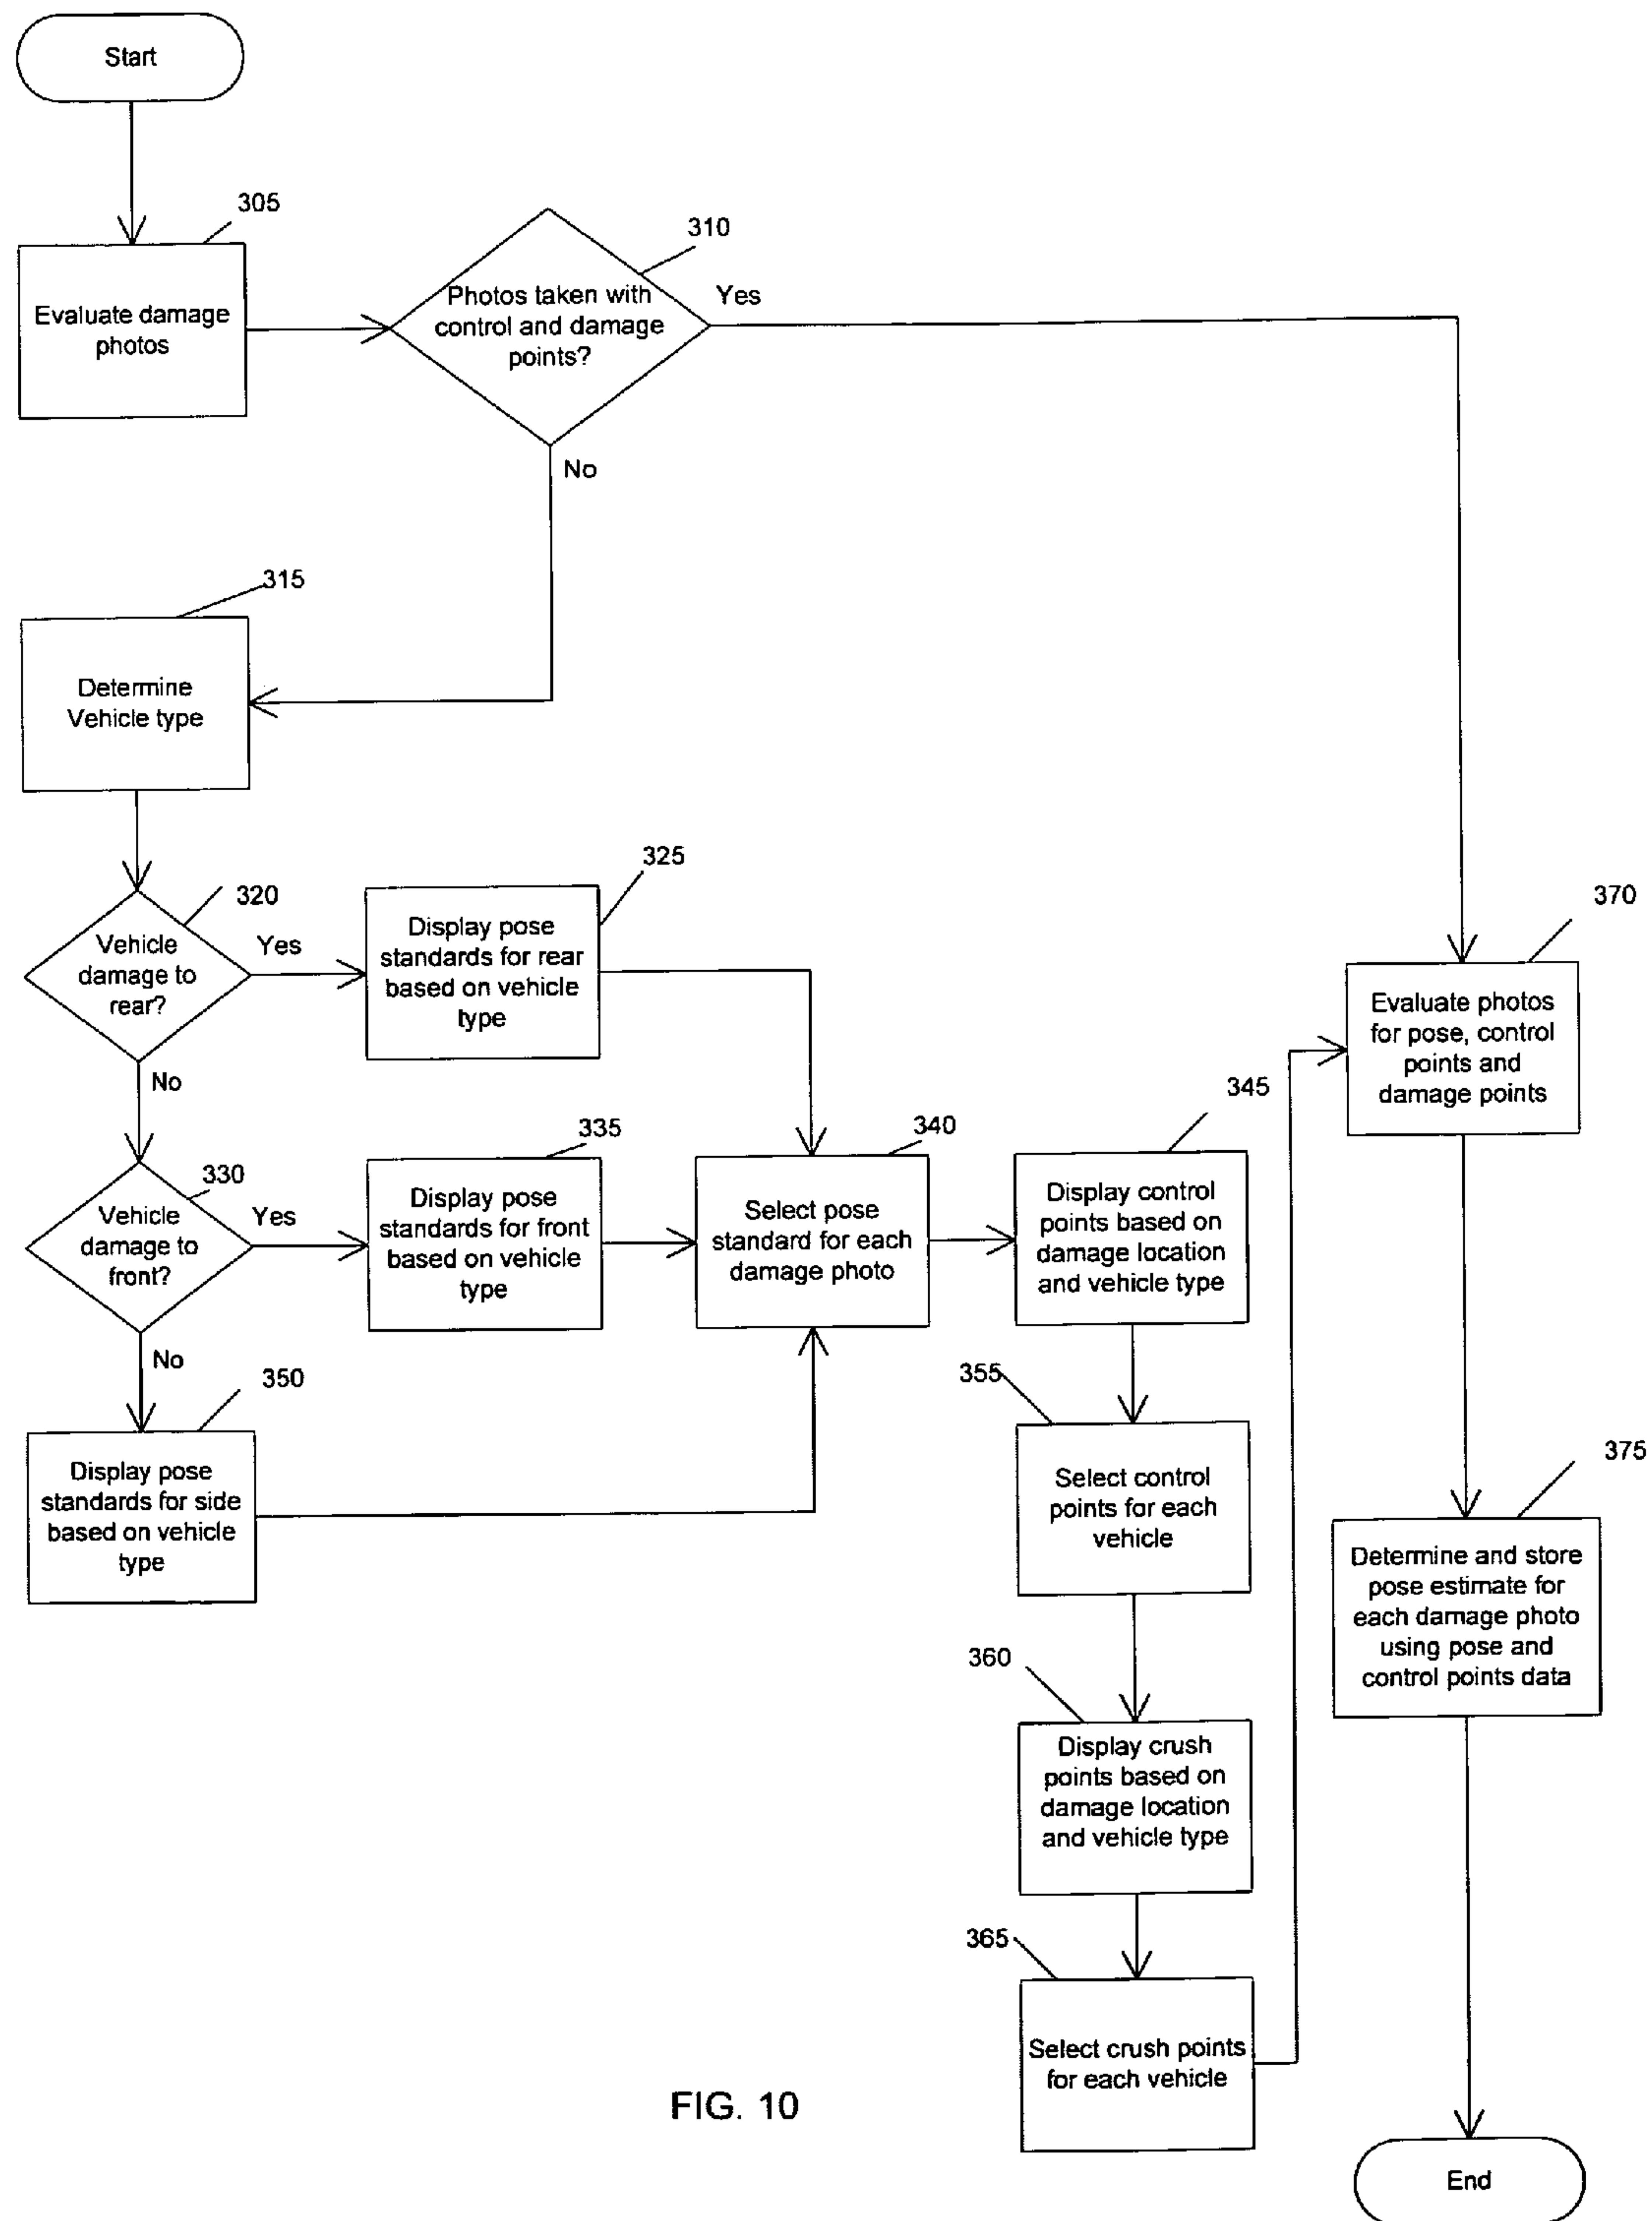 Start
305
Evaluate damage
photos
310
Photos taken with
control and damage
points?
Yes
No
315
Determine
Vehicle type
320
Vehicle
damage to
rear?
Yes
No
325
Display pose
standards for rear
based on vehicle
type
330
Vehicle
damage to
front?
Yes
No
335
Display pose
standards for front
based on vehicle
type
340
Select pose
standard for each
damage photo
345
Display control
points based on
damage location
and vehicle type
350
Display pose
standards for side
based on vehicle
type
355
Select control
points for each
vehicle
360
Display crush
points based on
damage location
and vehicle type
365
Select crush points
for each vehicle
370
Evaluate photos
for pose, control
points and
damage points
375
Determine and store
pose estimate for
each damage photo
using pose and
control points data
End
FIG. 10